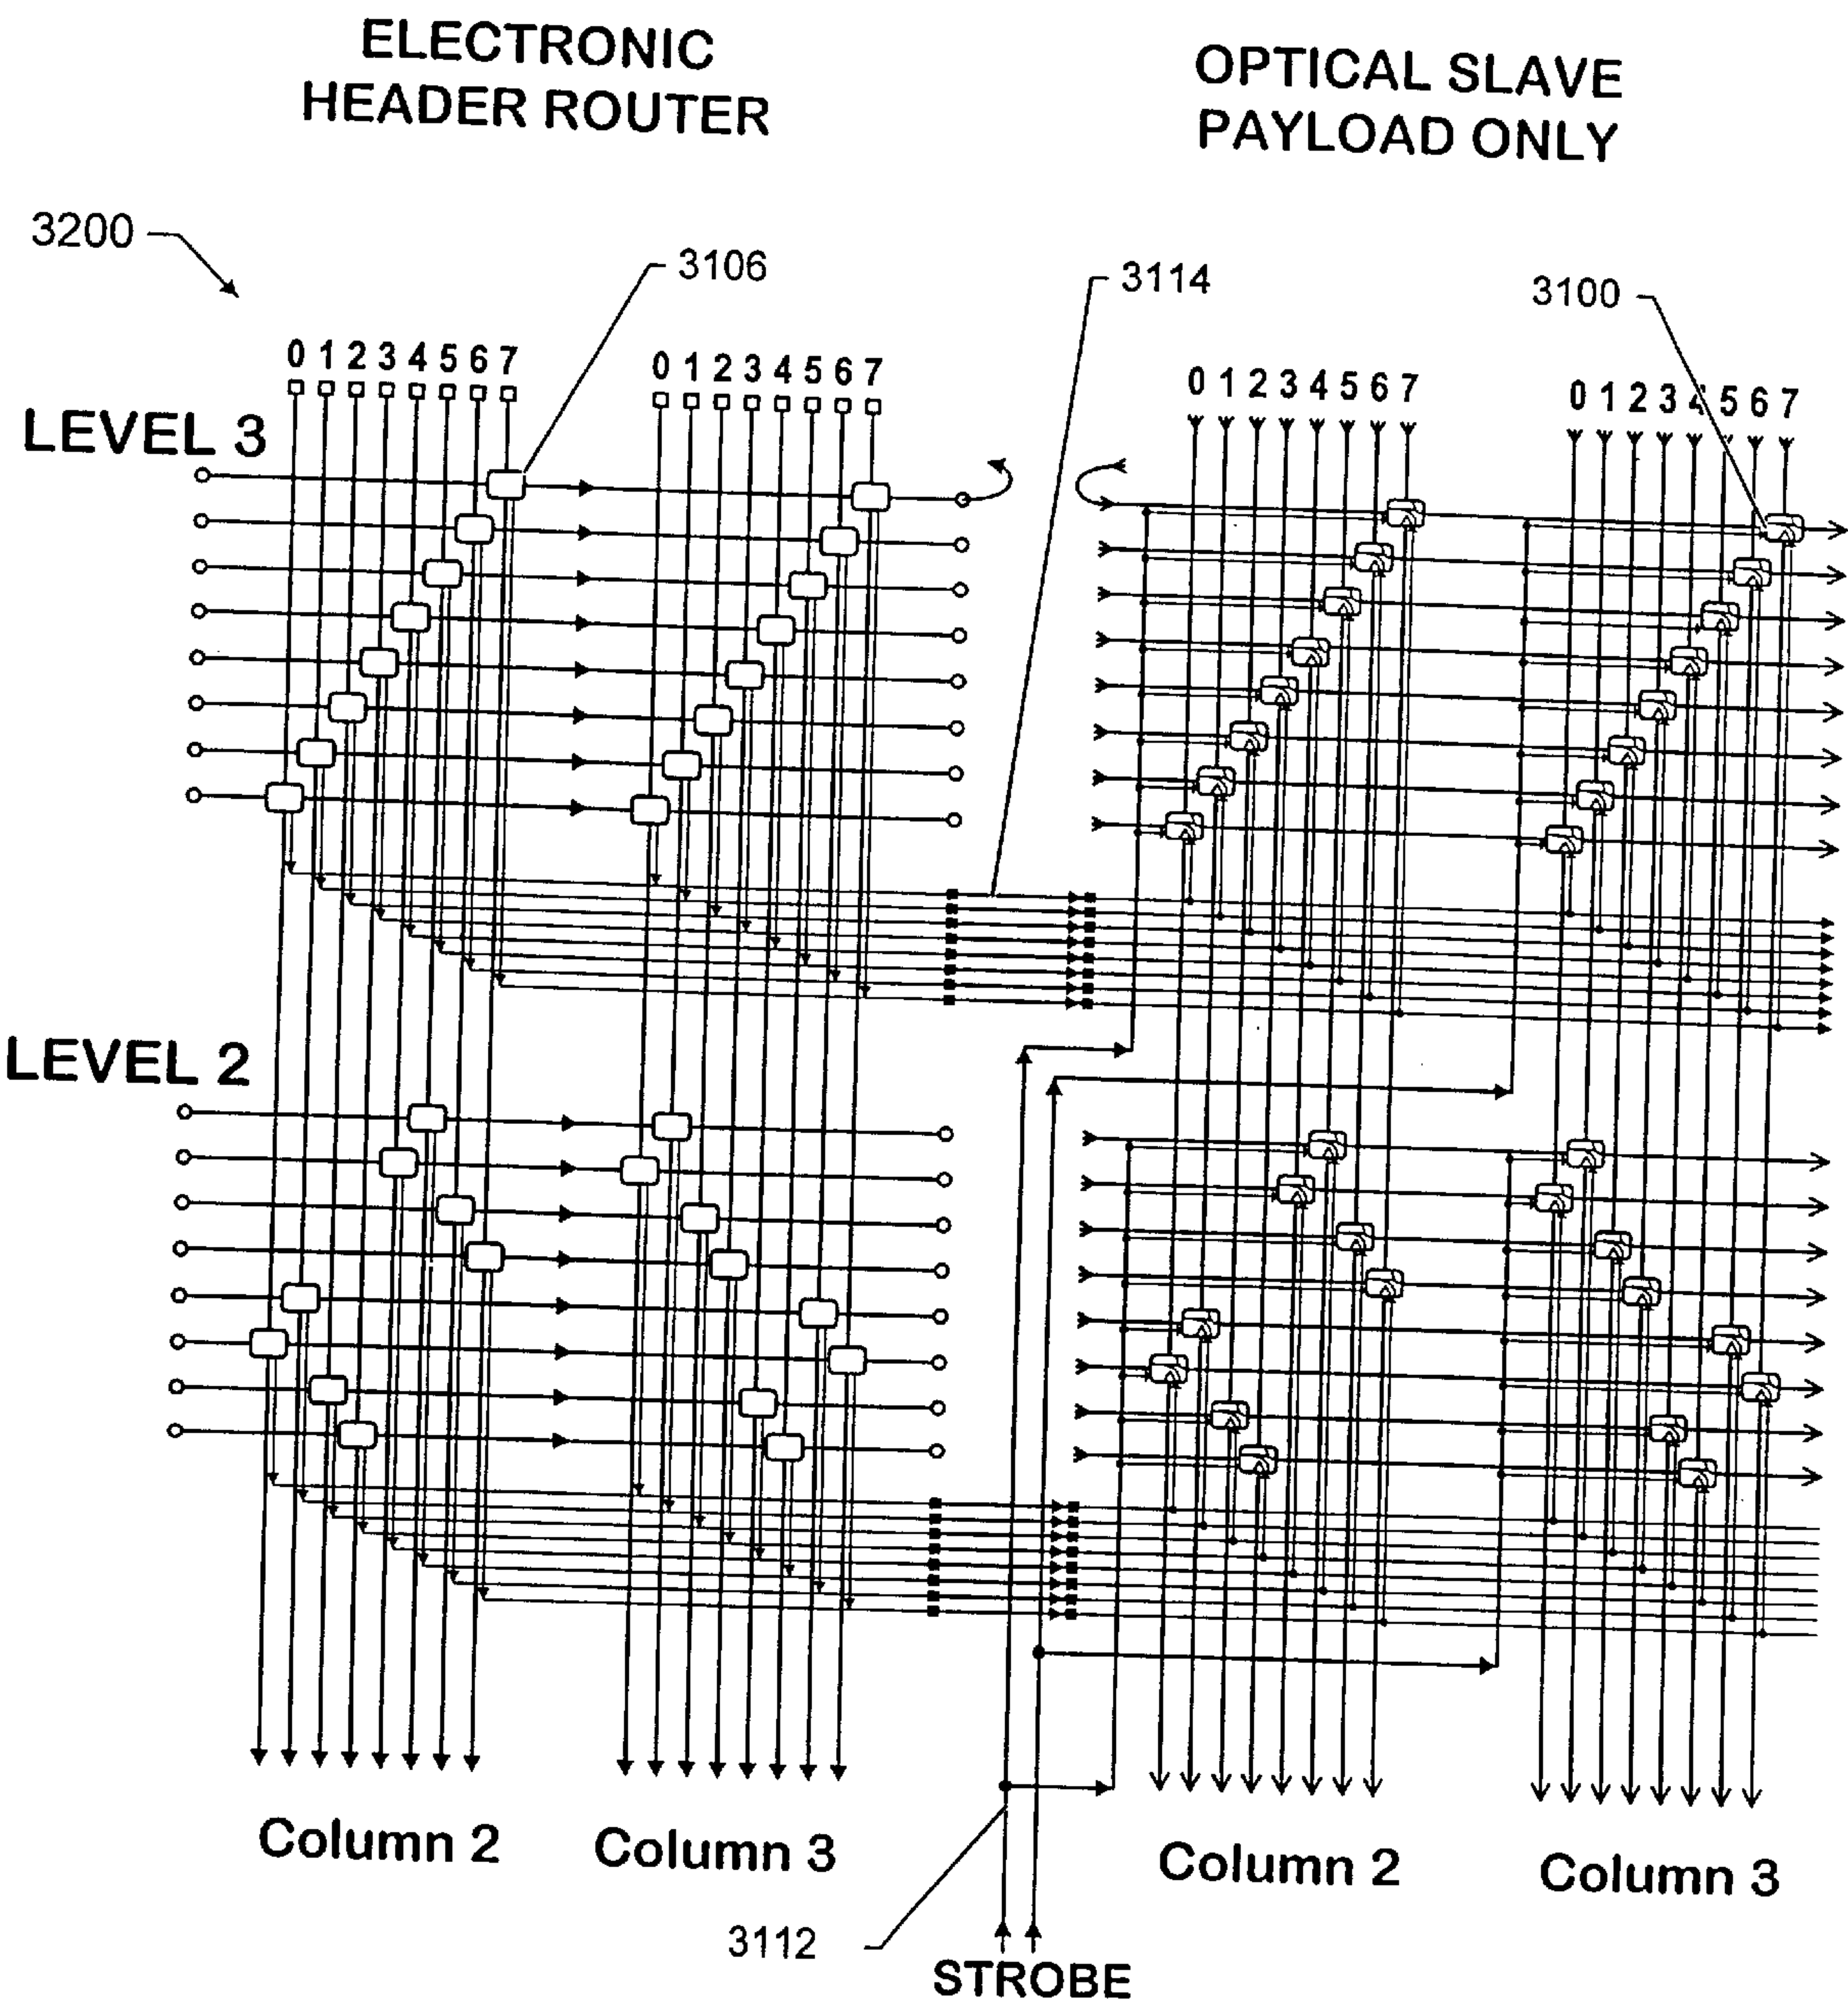 ELECTRONIC
HEADER ROUTER
OPTICAL SLAVE
PAYLOAD ONLY
3200
3106
3114
3100
0 1 2 3 4 5 6 7
0 1 2 3 4 5 6 7
0 1 2 3 4 5 6 7
0 1 2 3 4 5 6 7
LEVEL 3
LEVEL 2
Column 2
Column 3
Column 2
Column 3
3112
STROBE